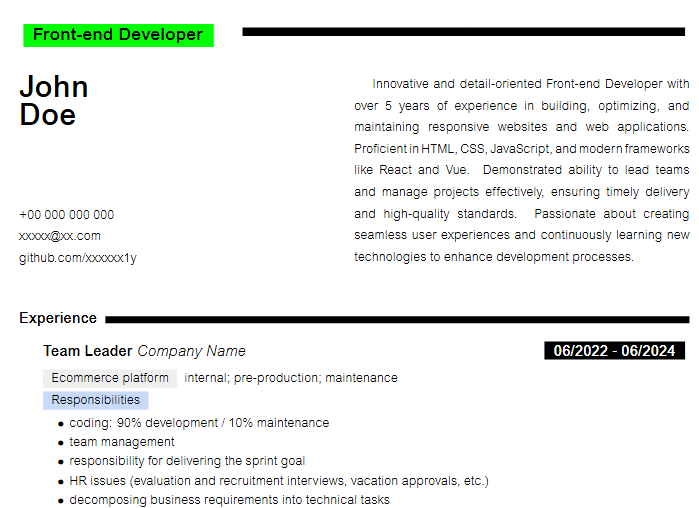 Front-end Developer
John
Doe
Innovative and detail-oriented Front-end Developer with
over 5 years of experience in building, optimizing, and
maintaining responsive websites and web applications.
Proficient in HTML, CSS, JavaScript, and modern frameworks
like React and Vue. Demonstrated ability to lead teams
and manage projects effectively, ensuring timely delivery
and high-quality standards. Passionate about creating
seamless user experiences and continuously learning new
technologies to enhance development processes.
+00 000 000 000
xxxxx@xx.com
github.com/xxxxxx1y
Experience
Team Leader Company Name 06/2022 - 06/2024
Ecommerce platform internal; pre-production; maintenance
Responsibilities
● coding: 90% development / 10% maintenance
● team management
● responsibility for delivering the sprint goal
● HR issues (evaluation and recruitment interviews, vacation approvals, etc.)
● decomposing business requirements into technical tasks